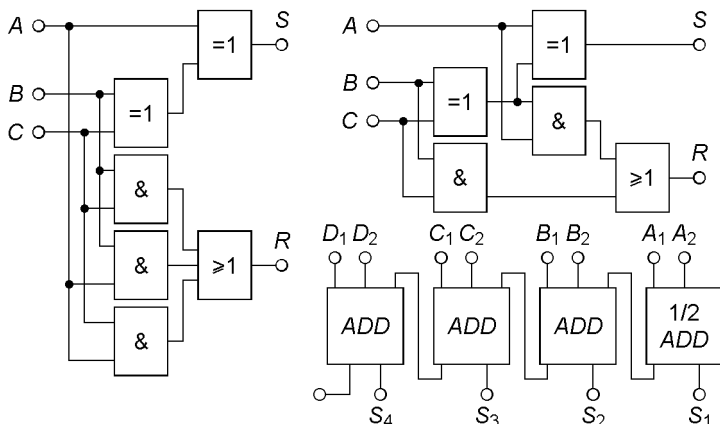 A
=1
S
B
=1
C
&
&
≥1
R
&
A
=1
S
B
=1
&
C
&
≥1
R
D1 D2
C1 C2
B1 B2
A1 A2
ADD
ADD
ADD
1/2 ADD
S4
S3
S2
S1